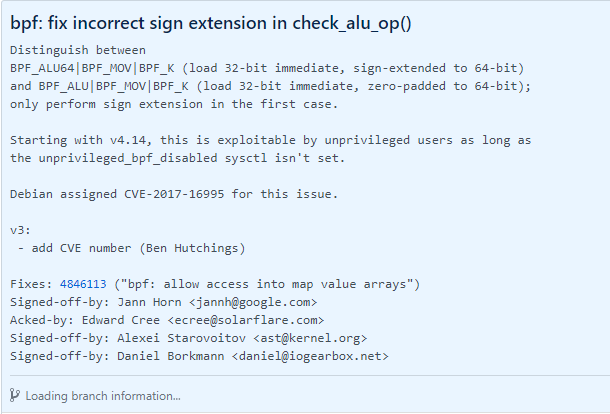 bpf: fix incorrect sign extension in check_alu_op()
Distinguish between
BPF_ALU64|BPF_MOV|BPF_K (load 32-bit immediate, sign-extended to 64-bit)
and BPF_ALU|BPF_MOV|BPF_K (load 32-bit immediate, zero-padded to 64-bit);
only perform sign extension in the first case.
Starting with v4.14, this is exploitable by unprivileged users as long as
the unprivileged_bpf_disabled sysctl isn't set.
Debian assigned CVE-2017-16995 for this issue.
v3:
- add CVE number (Ben Hutchings)
Fixes: 4846113 ("bpf: allow access into map value arrays")
Signed-off-by: Jann Horn <jannh@google.com>
Acked-by: Edward Cree <ecree@solarflare.com>
Signed-off-by: Alexei Starovoitov <ast@kernel.org>
Signed-off-by: Daniel Borkmann <daniel@iogearbox.net>
Loading branch information...